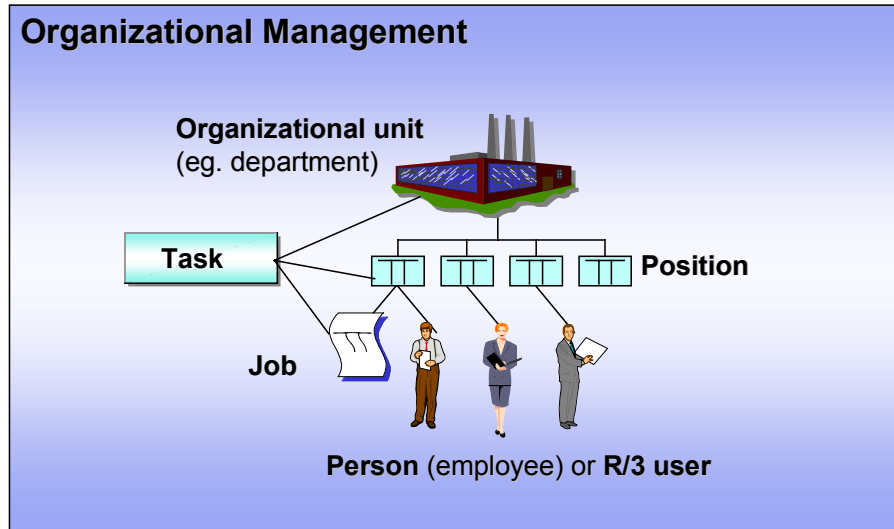 Organizational Management
Organizational unit
(eg. department)
Task
Position
Job
Person (employee) or R/3 user